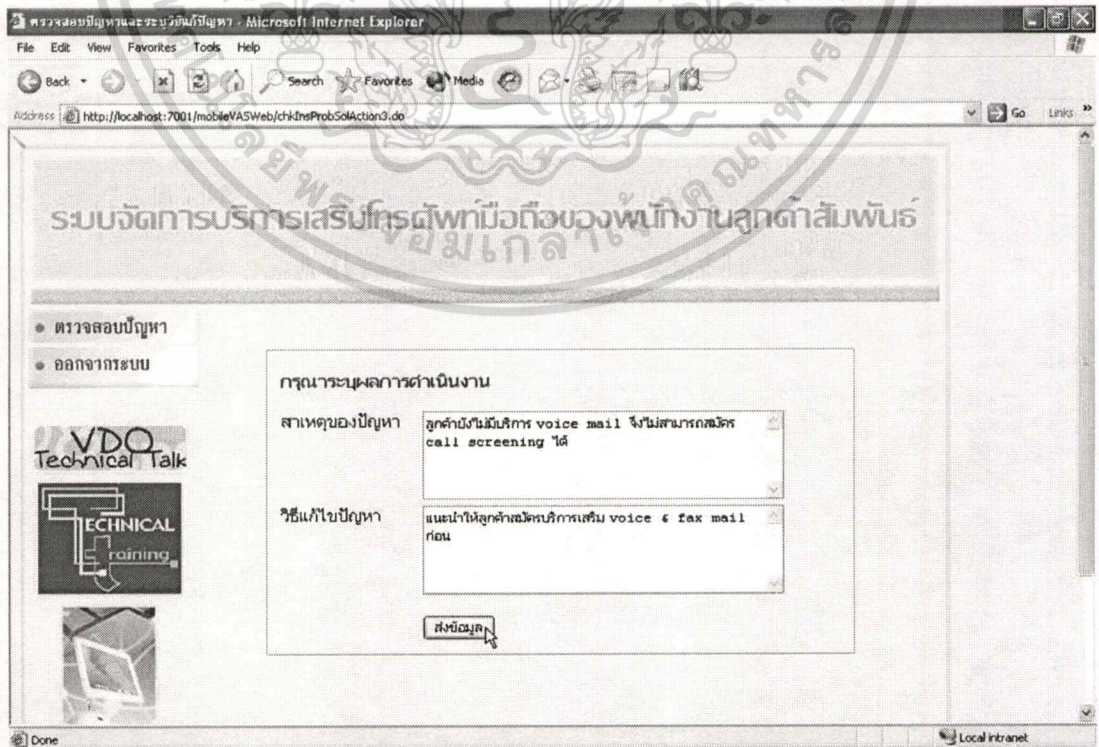 ตรวจสอบปัญหาและระบุวิธีแก้ปัญหา - Microsoft Internet Explorer
File Edit View Favorites Tools Help
Back Search Favorites Media
Address http://localhost:7001/mobileVASWeb/chkInsProbSolAction3.do Go Links »
ระบบจัดการบริการเสริมโทรศัพท์มือถือของพนักงานลูกค้าสัมพันธ์
ตรวจสอบปัญหา
ออกจากระบบ
กรุณาระบุผลการดำเนินงาน
สาเหตุของปัญหา
ลูกค้ายังไม่มีบริการ voice mail จึงไม่สามารถสมัคร
call screening ได้
VDO
Technical Talk
วิธีแก้ไขปัญหา
แนะนำให้ลูกค้าสมัครบริการเสริม voice & fax mail
ก่อน
TECHNICAL
Training
ส่งข้อมูล
Done Local intranet